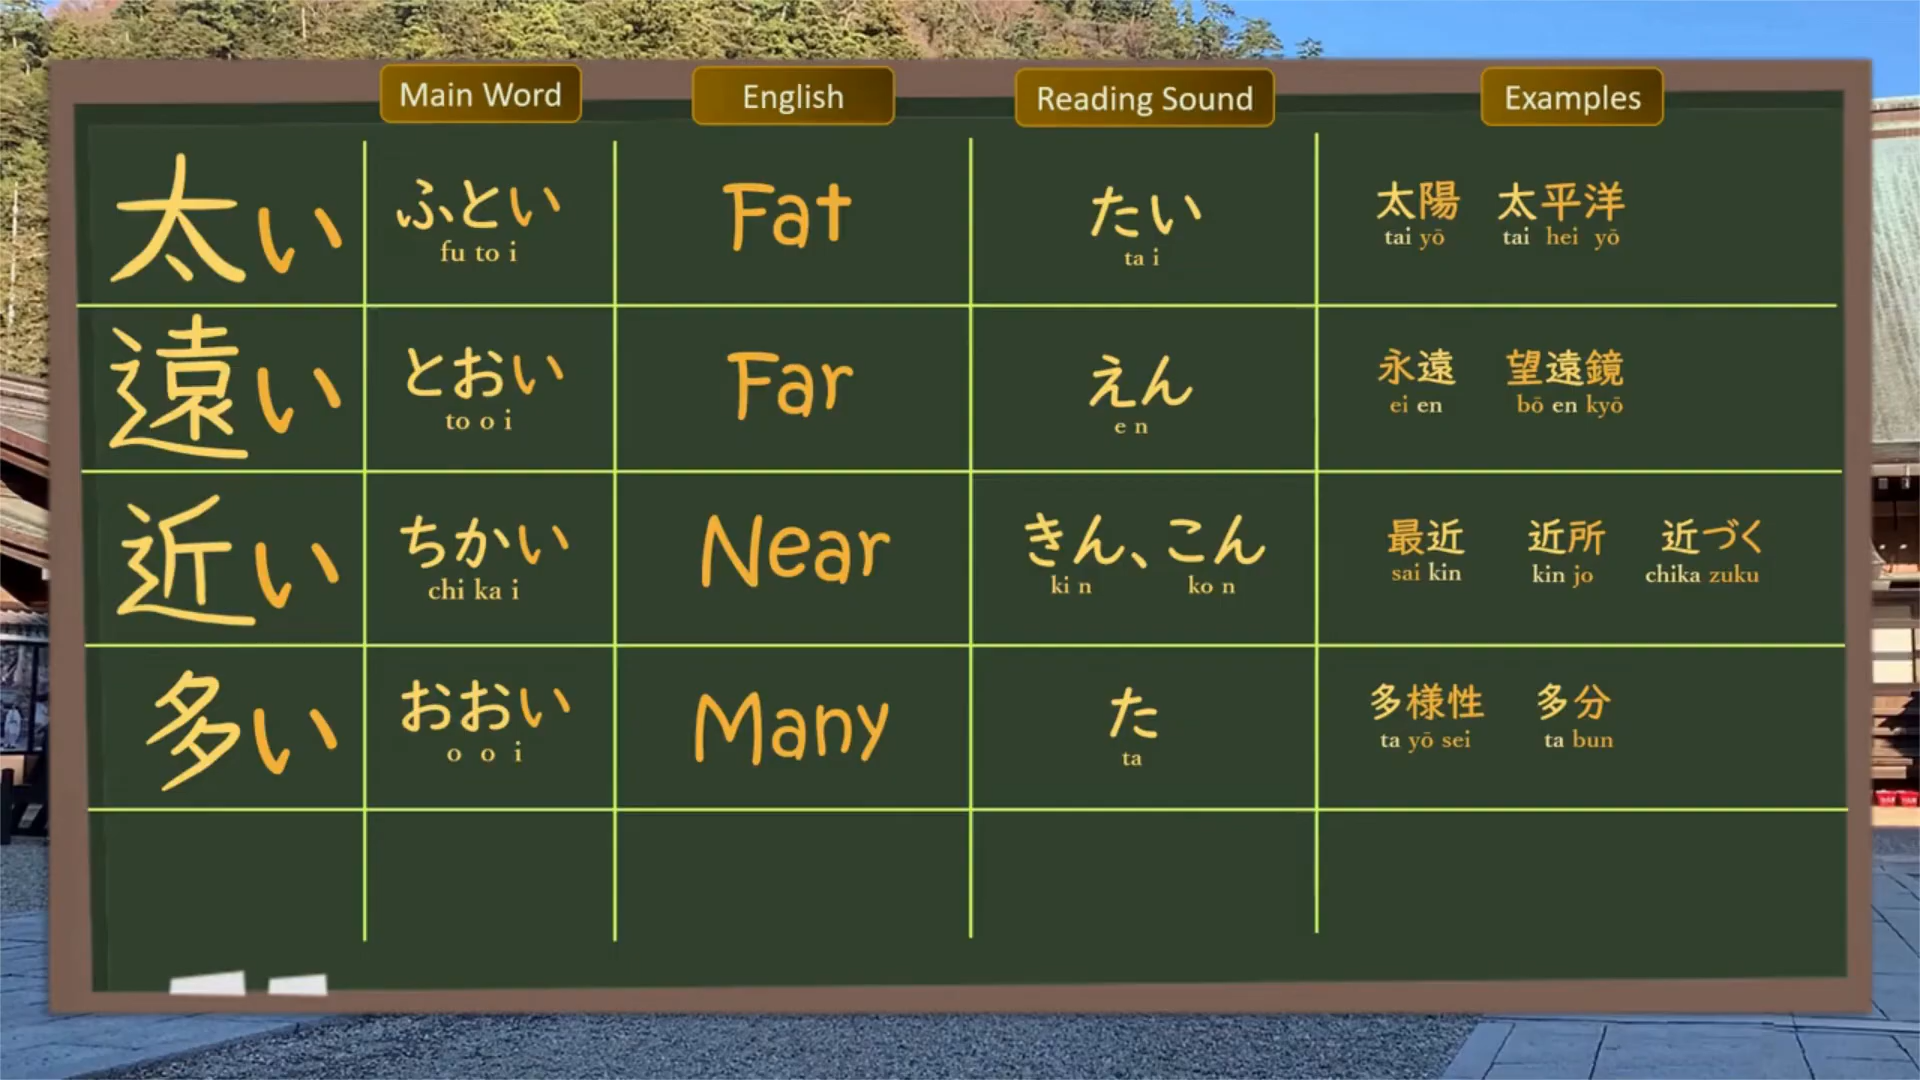 Main Word English Reading Sound Examples
太い ふとい Fat たい 太陽 太平洋
fu to i ta i tai yō tai hei yō
遠い とおい Far えん 永遠 望遠鏡
to o i e n ei en bō en kyō
近い ちかい Near きん、こん 最近 近所 近づく
chi ka i ki n ko n sai kin kin jo chika zuku
多い おおい Many た 多様性 多分
o o i ta ta yō sei ta bun